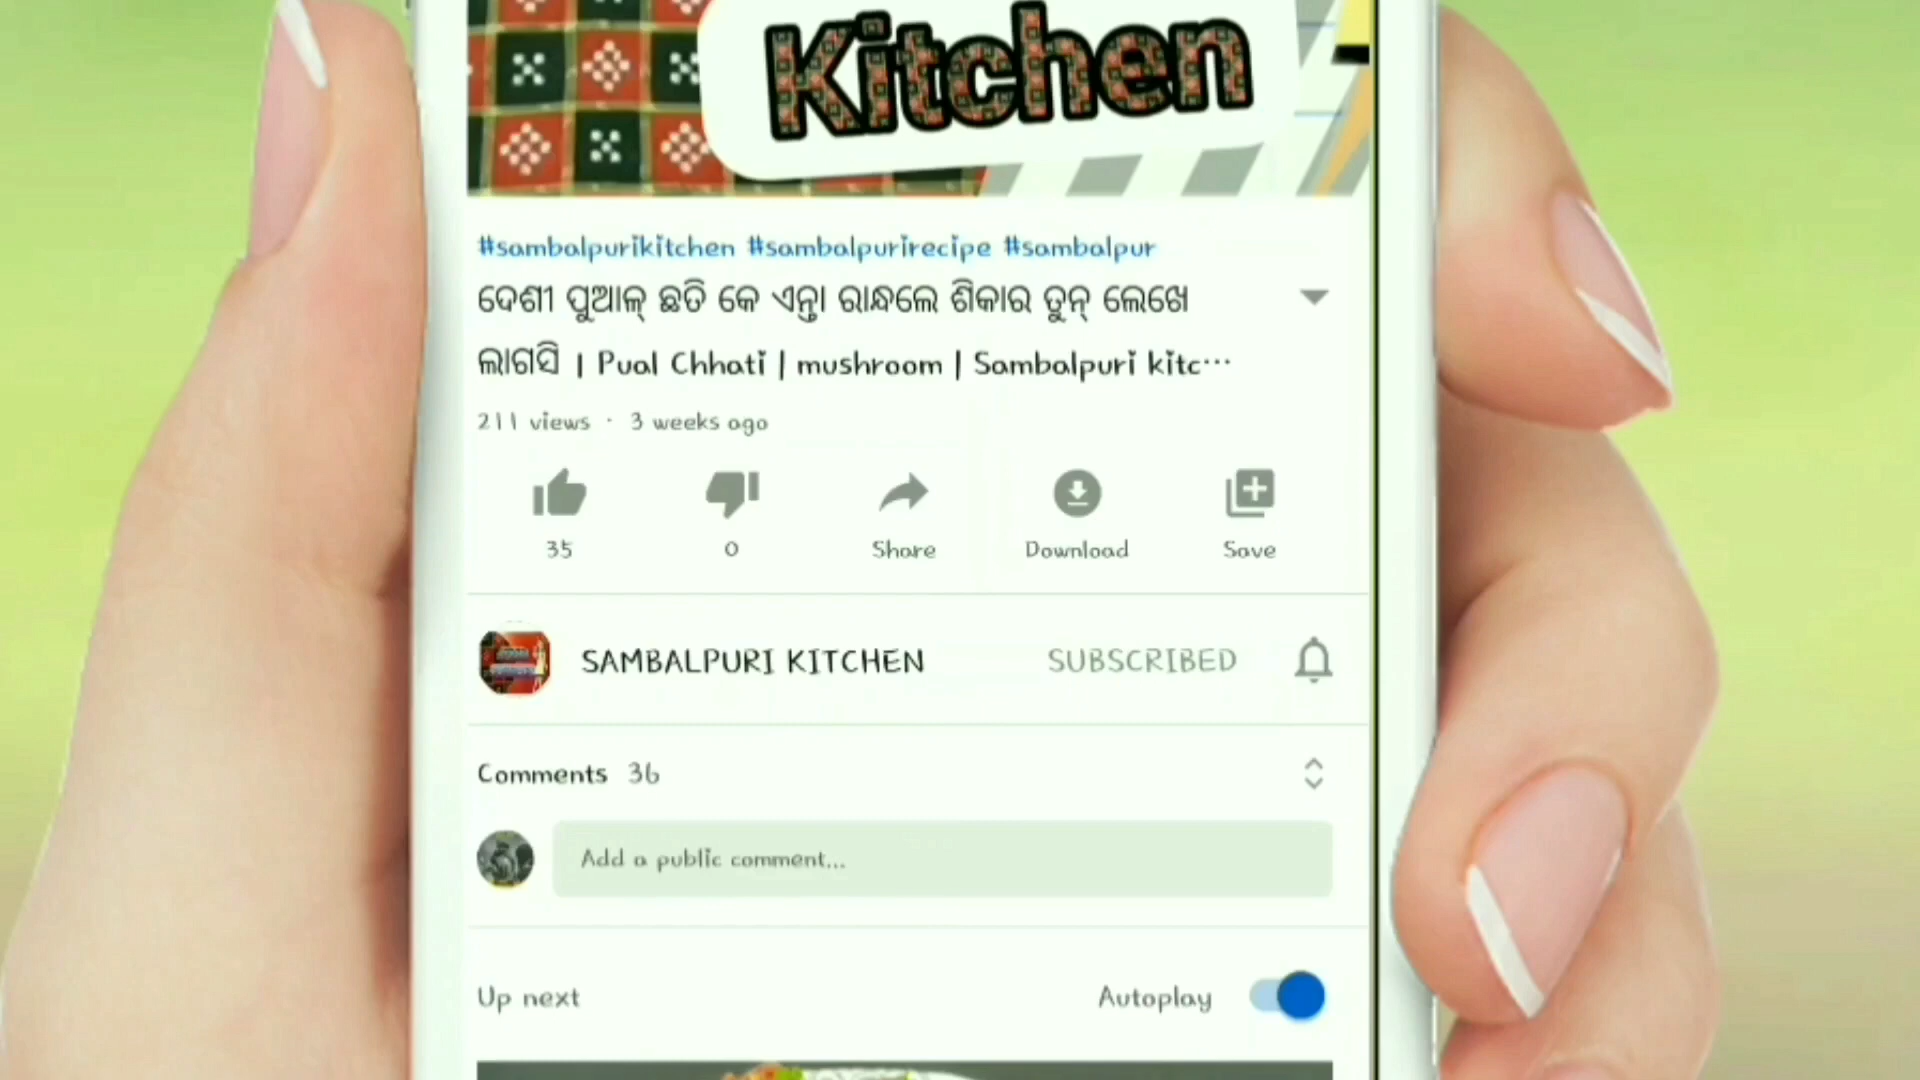 Kitchen
#sambalpurikitchen #sambalpurirecipe #sambalpur
ଦେଶୀ ପୁଆଳ୍ ଛତି କେ ଏନ୍ତା ରାନ୍ଧଲେ ଶିକାର ତୁନ୍ ଲେଖେ
ଲାଗସି | Pual Chhati | mushroom | Sambalpuri kitc...
211 views · 3 weeks ago
35 0 Share Download Save
SAMBALPURI KITCHEN SUBSCRIBED
Comments 36
Add a public comment...
Up next Autoplay